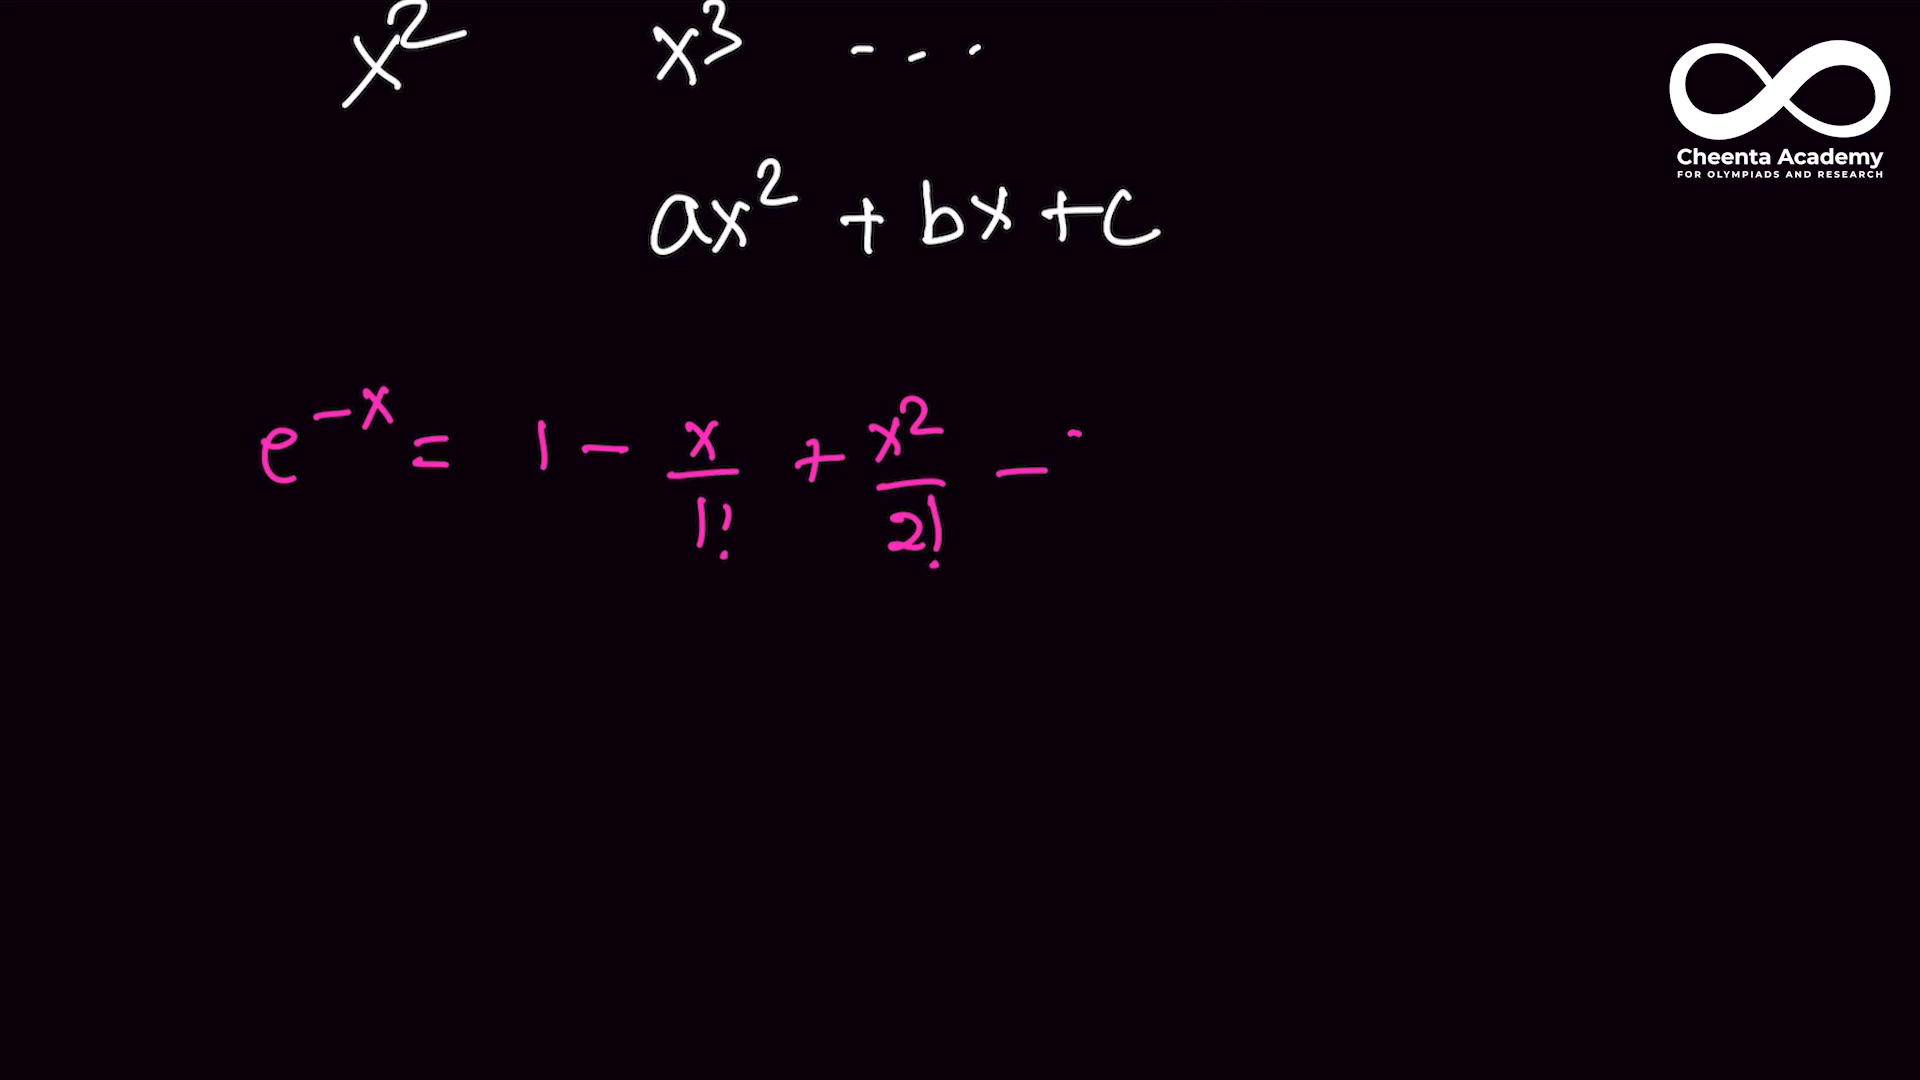 x² x³ ...
Cheenta Academy
FOR OLYMPIADS AND RESEARCH
ax² + bx + c
e^{-x} = 1 - x/1! + x²/2! -